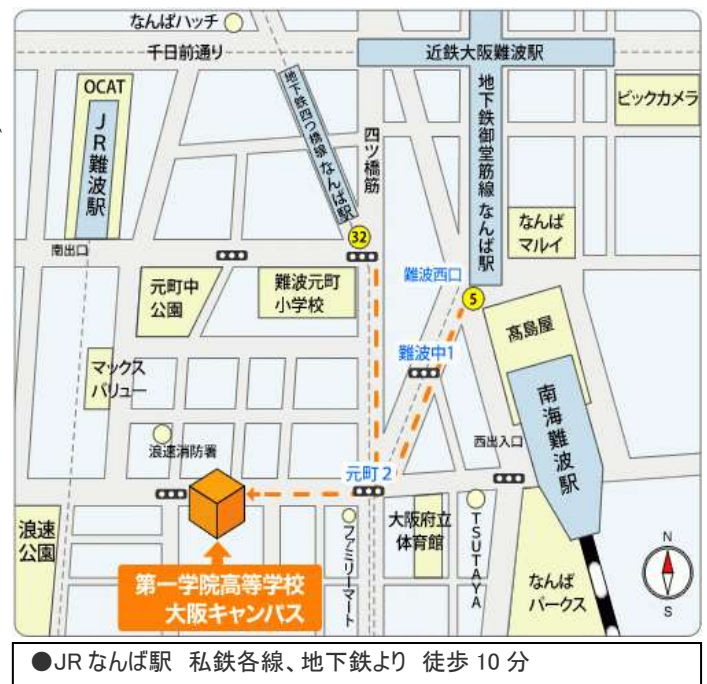 なんばハッチ
千日前通り
近鉄大阪難波駅
OCAT
JR難波駅
地下鉄四つ橋線 なんば駅
四ツ橋筋
地下鉄御堂筋線 なんば駅
ビックカメラ
なんば
マルイ
南出口
32
難波西口
5
元町中
公園
難波元町
小学校
髙島屋
難波中1
マックス
バリュー
南海難波駅
浪速消防署
西出入口
元町2
浪速
公園
ファミリーマート
大阪府立
体育館
TSUTAYA
なんば
パークス
N
S
第一学院高等学校
大阪キャンパス
●JRなんば駅 私鉄各線、地下鉄より 徒歩10分